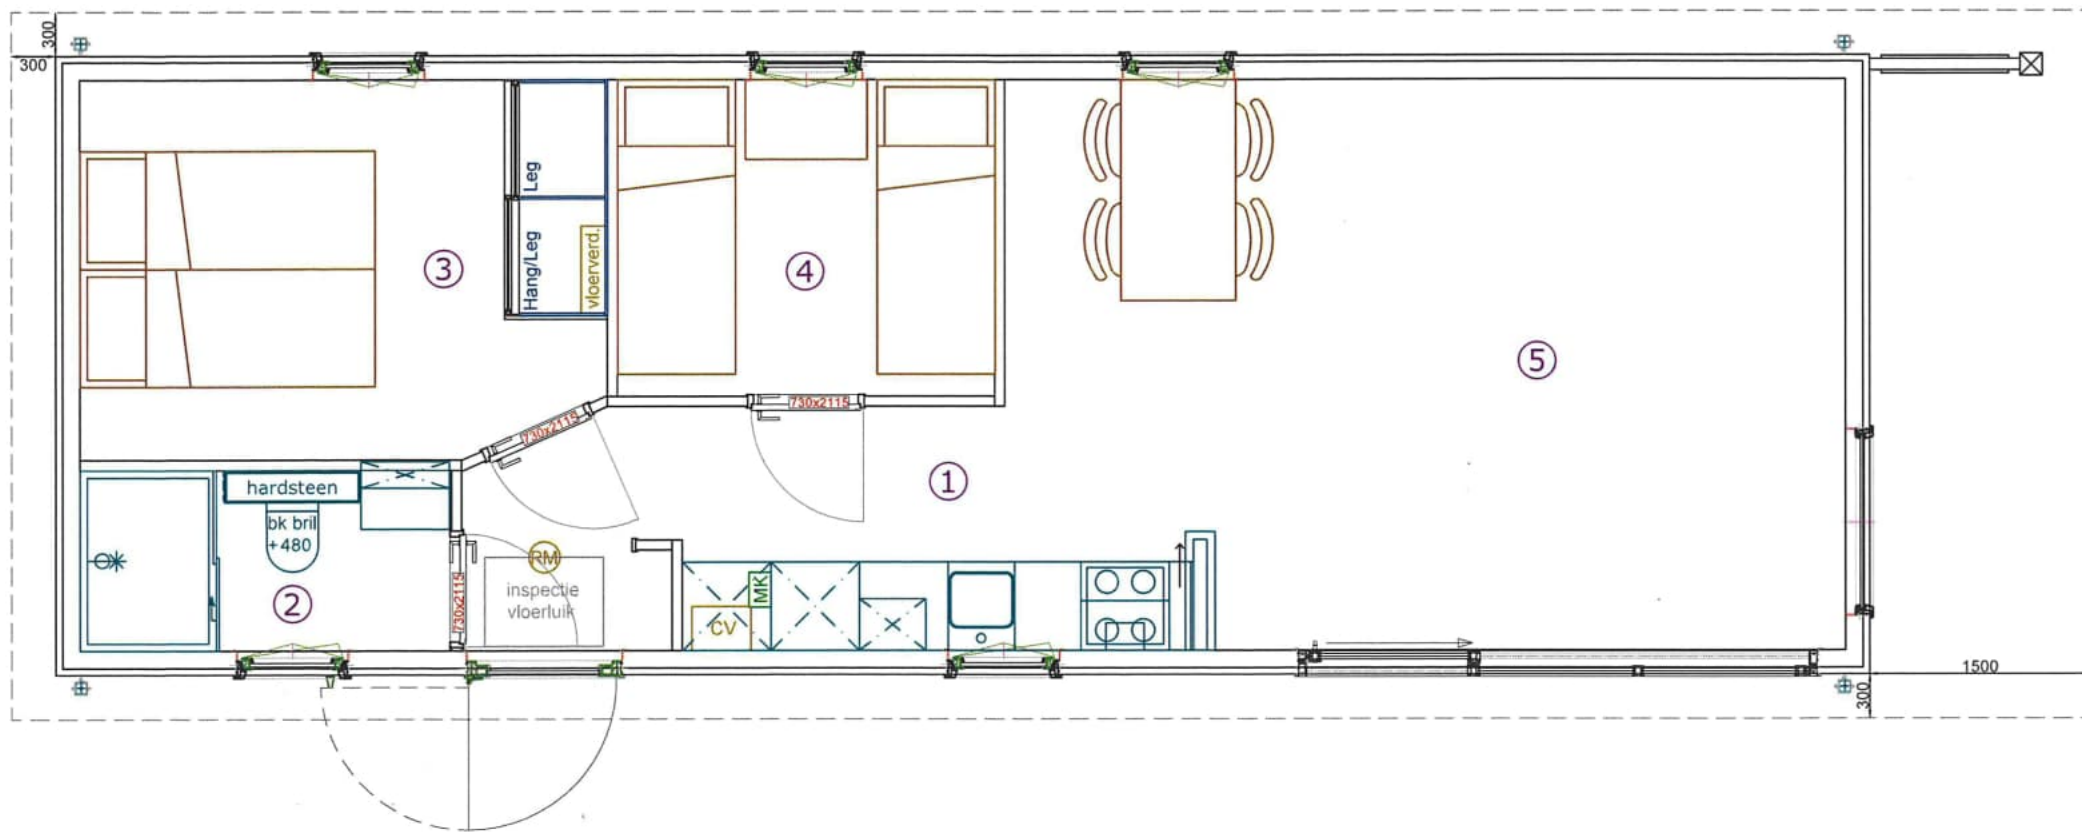 300
300
Leg
Hang/Leg
vloerverd.
3
4
5
730x2115
730x2115
1
hardsteen
bk bril
+480
2
730x2115
RM
inspectie
vloerluik
MK
CV
1500
300